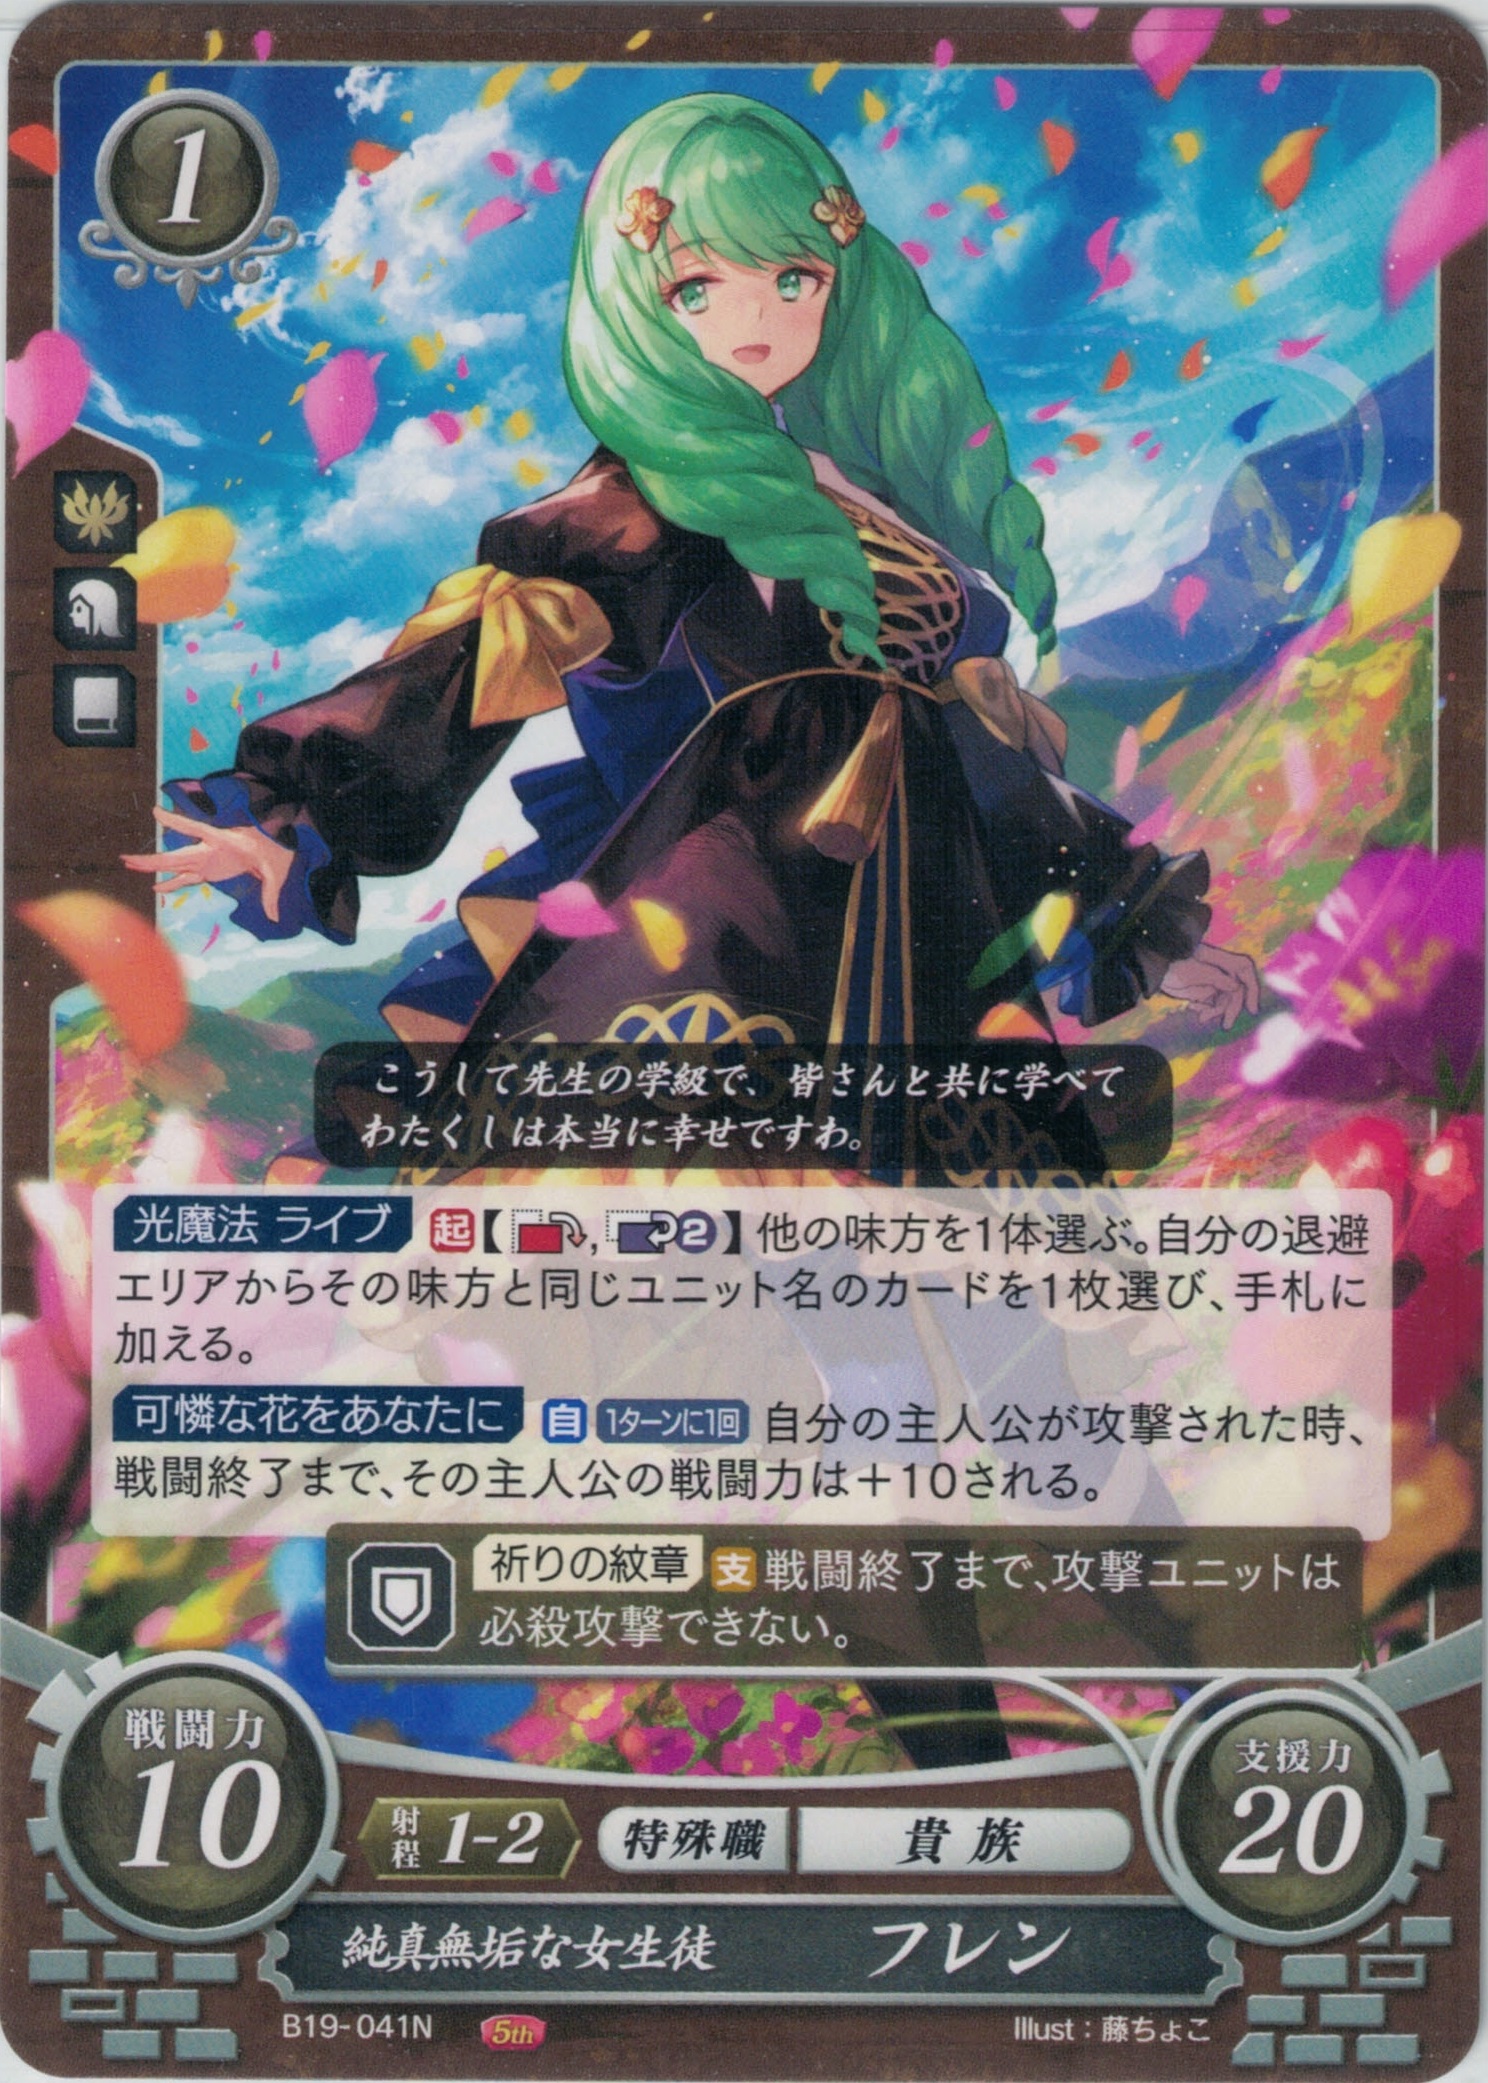 1
こうして先生の学級で、皆さんと共に学べて
わたくしは本当に幸せですわ。
光魔法 ライブ 起【 , 2】他の味方を1体選ぶ。自分の退避
エリアからその味方と同じユニット名のカードを1枚選び、手札に
加える。
可憐な花をあなたに 自 1ターンに1回 自分の主人公が攻撃された時、
戦闘終了まで、その主人公の戦闘力は＋10される。
祈りの紋章 支 戦闘終了まで、攻撃ユニットは
必殺攻撃できない。
戦闘力
10
射程 1-2
特殊職
貴族
支援力
20
純真無垢な女生徒 フレン
B19-041N 5th
Illust：藤ちょこ